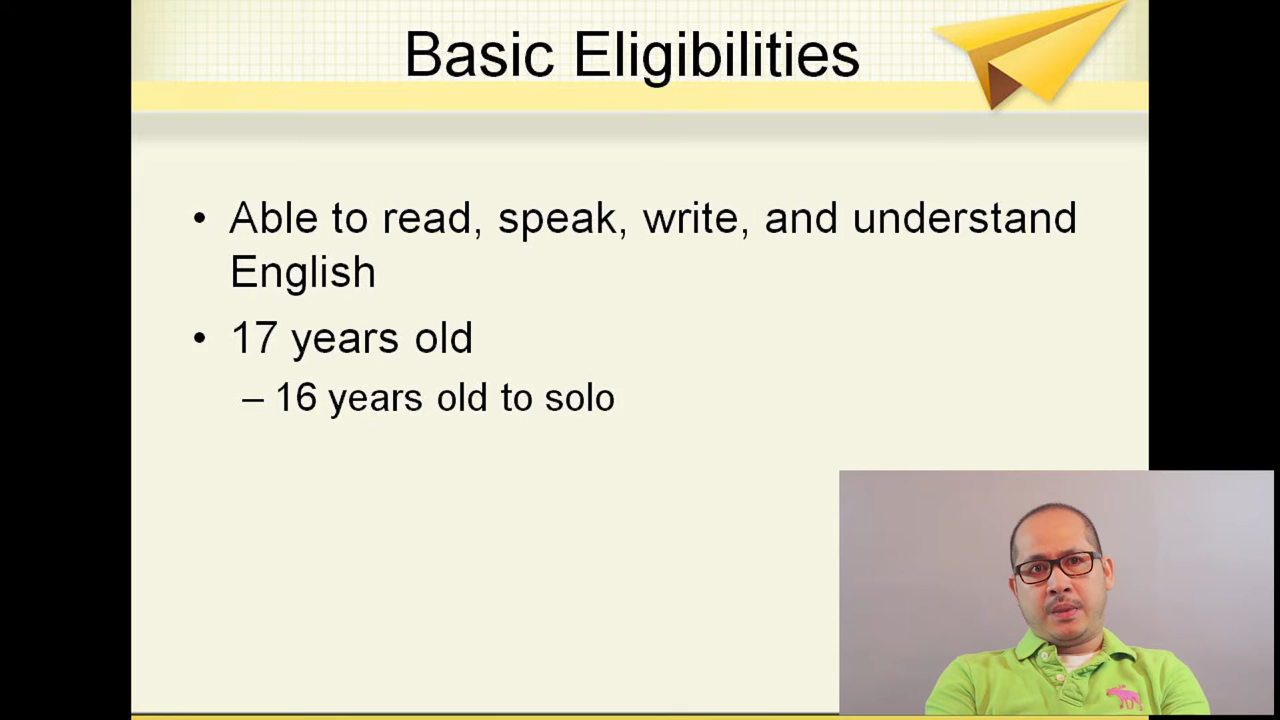 Basic Eligibilities
• Able to read, speak, write, and understand
English
• 17 years old
– 16 years old to solo